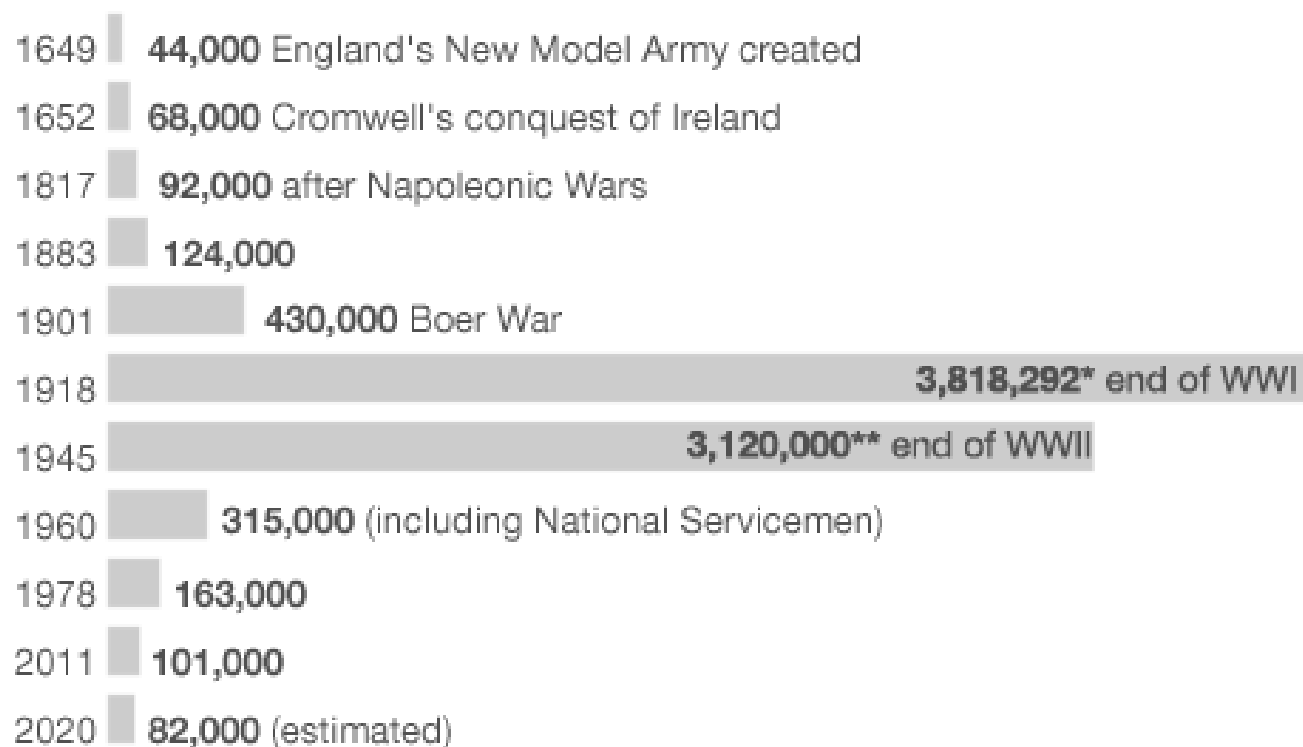 1649 44,000 England's New Model Army created
1652 68,000 Cromwell's conquest of Ireland
1817 92,000 after Napoleonic Wars
1883 124,000
1901 430,000 Boer War
1918 3,818,292* end of WWI
1945 3,120,000** end of WWII
1960 315,000 (including National Servicemen)
1978 163,000
2011 101,000
2020 82,000 (estimated)